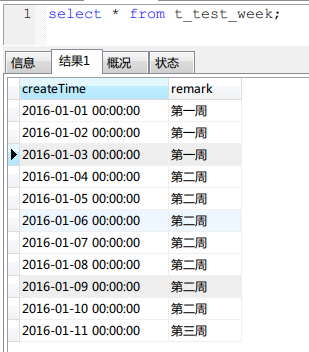 1 select * from t_test_week;
信息 结果1 概况 状态
createTime remark
2016-01-01 00:00:00 第一周
2016-01-02 00:00:00 第一周
2016-01-03 00:00:00 第一周
2016-01-04 00:00:00 第二周
2016-01-05 00:00:00 第二周
2016-01-06 00:00:00 第二周
2016-01-07 00:00:00 第二周
2016-01-08 00:00:00 第二周
2016-01-09 00:00:00 第二周
2016-01-10 00:00:00 第二周
2016-01-11 00:00:00 第三周